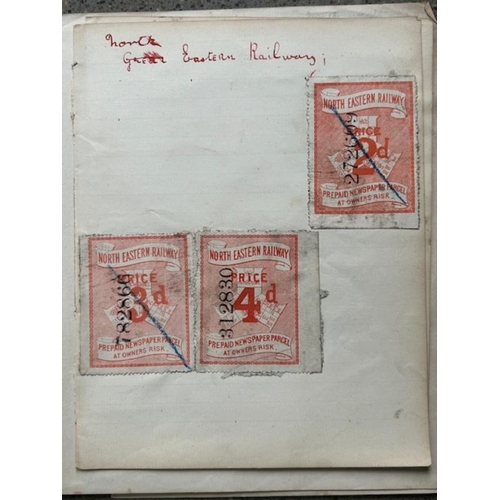 North
Great Eastern Railway;
NORTH EASTERN RAILWAY
PRICE
2d
272609
PREPAID NEWSPAPER PARCEL
AT OWNERS RISK.
NORTH EASTERN RAILWAY
PRICE
3d
782866
PREPAID NEWSPAPER PARCEL
AT OWNERS RISK.
NORTH EASTERN RAILWAY
PRICE
4d
312830
PREPAID NEWSPAPER PARCEL
AT OWNERS RISK.